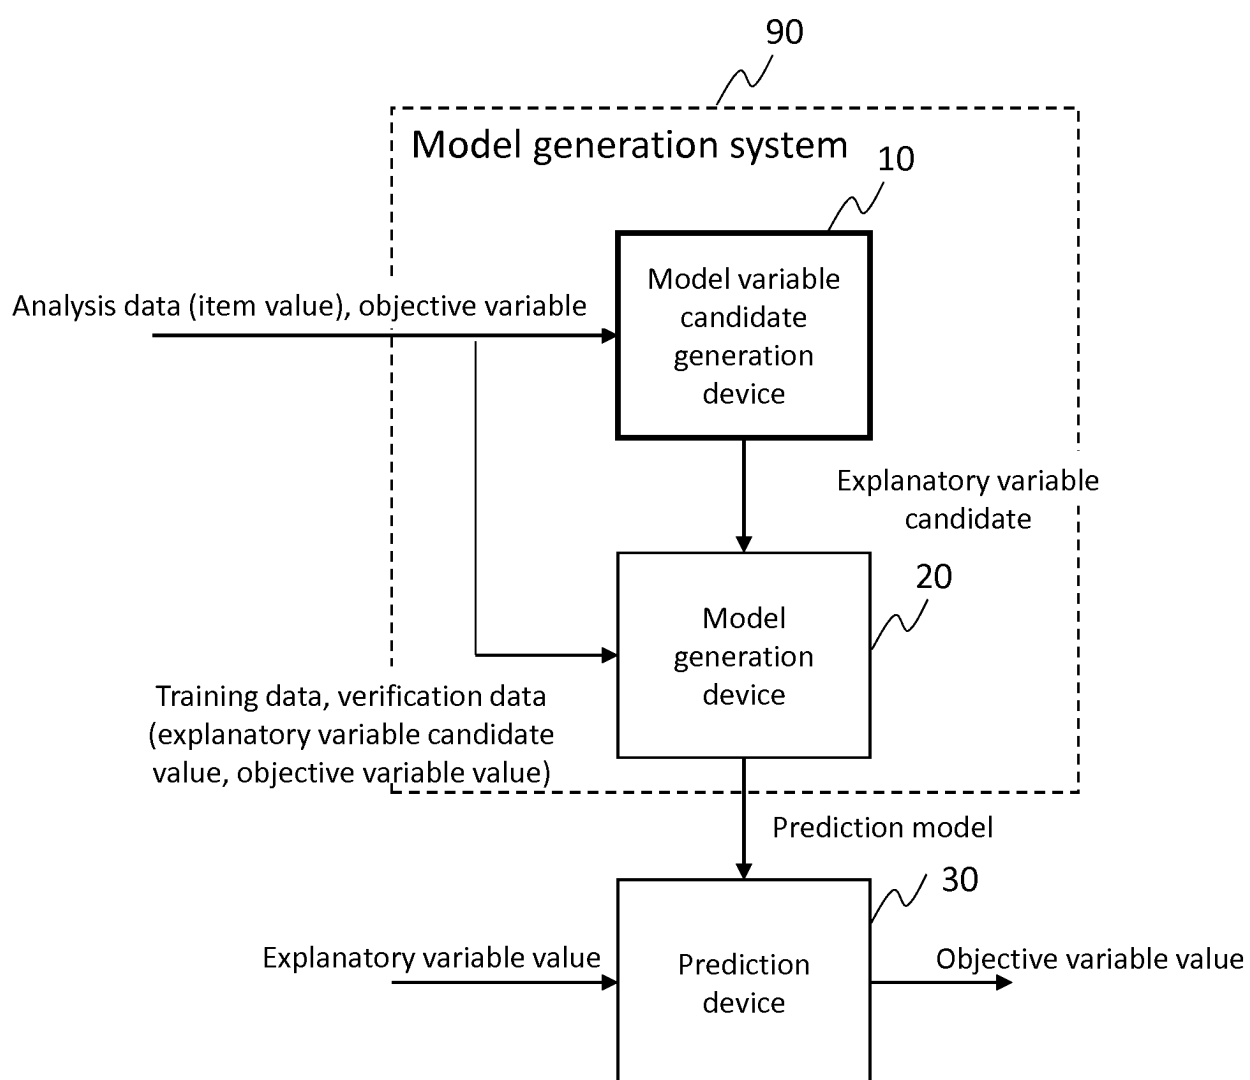 90
Model generation system
10
Model variable
candidate
generation
device
Analysis data (item value), objective variable
Explanatory variable
candidate
20
Model
generation
device
Training data, verification data
(explanatory variable candidate
value, objective variable value)
Prediction model
30
Explanatory variable value
Prediction
device
Objective variable value